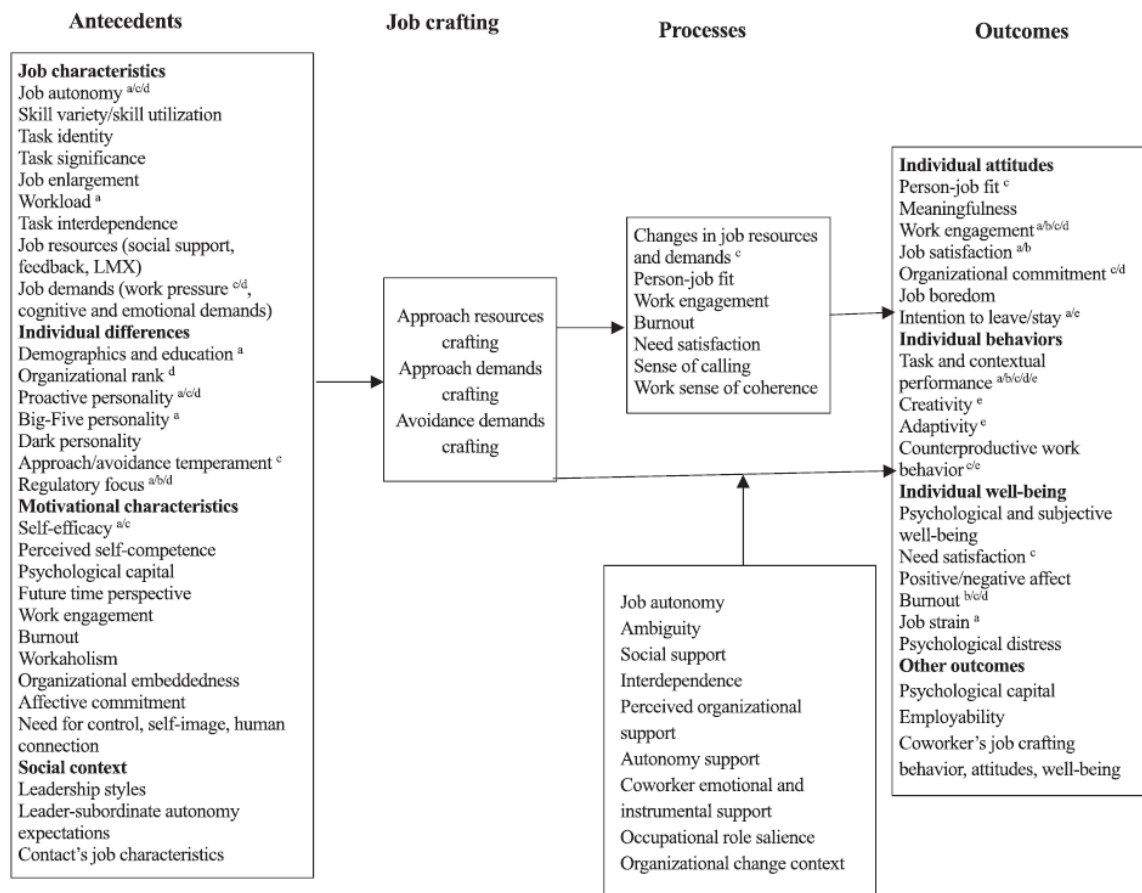 Antecedents
Job crafting
Processes
Outcomes
Job characteristics
Job autonomy a/c/d
Skill variety/skill utilization
Task identity
Task significance
Job enlargement
Workload a
Task interdependence
Job resources (social support,
feedback, LMX)
Job demands (work pressure c/d,
cognitive and emotional demands)
Individual differences
Demographics and education a
Organizational rank d
Proactive personality a/c/d
Big-Five personality a
Dark personality
Approach/avoidance temperament c
Regulatory focus a/b/d
Motivational characteristics
Self-efficacy a/c
Perceived self-competence
Psychological capital
Future time perspective
Work engagement
Burnout
Workaholism
Organizational embeddedness
Affective commitment
Need for control, self-image, human
connection
Social context
Leadership styles
Leader-subordinate autonomy
expectations
Contact's job characteristics
Approach resources
crafting
Approach demands
crafting
Avoidance demands
crafting
Changes in job resources
and demands c
Person-job fit
Work engagement
Burnout
Need satisfaction
Sense of calling
Work sense of coherence
Job autonomy
Ambiguity
Social support
Interdependence
Perceived organizational
support
Autonomy support
Coworker emotional and
instrumental support
Occupational role salience
Organizational change context
Individual attitudes
Person-job fit c
Meaningfulness
Work engagement a/b/c/d
Job satisfaction a/b
Organizational commitment c/d
Job boredom
Intention to leave/stay a/e
Individual behaviors
Task and contextual
performance a/b/c/d/e
Creativity e
Adaptivity e
Counterproductive work
behavior c/e
Individual well-being
Psychological and subjective
well-being
Need satisfaction c
Positive/negative affect
Burnout b/c/d
Job strain a
Psychological distress
Other outcomes
Psychological capital
Employability
Coworker's job crafting
behavior, attitudes, well-being